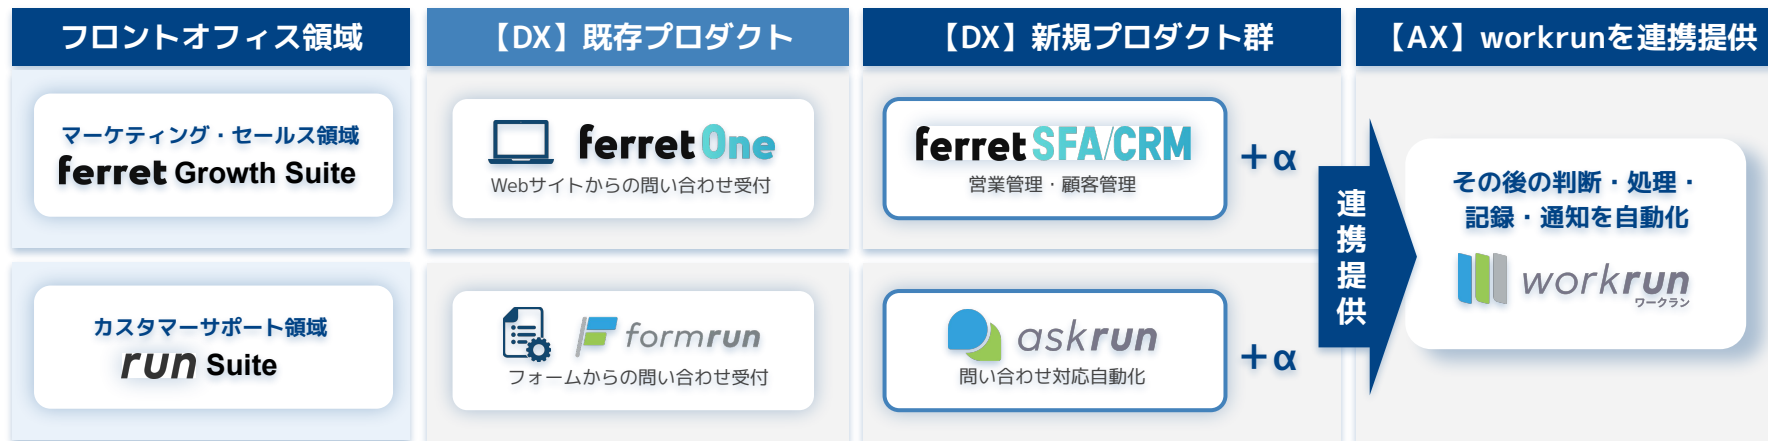 フロントオフィス領域
【DX】既存プロダクト
【DX】新規プロダクト群
【AX】workrunを連携提供
マーケティング・セールス領域
ferret Growth Suite
ferret One
Webサイトからの問い合わせ受付
ferret SFA/CRM
営業管理・顧客管理
+α
連携提供
その後の判断・処理・
記録・通知を自動化
workrun
ワークラン
カスタマーサポート領域
run Suite
formrun
フォームからの問い合わせ受付
askrun
問い合わせ対応自動化
+α